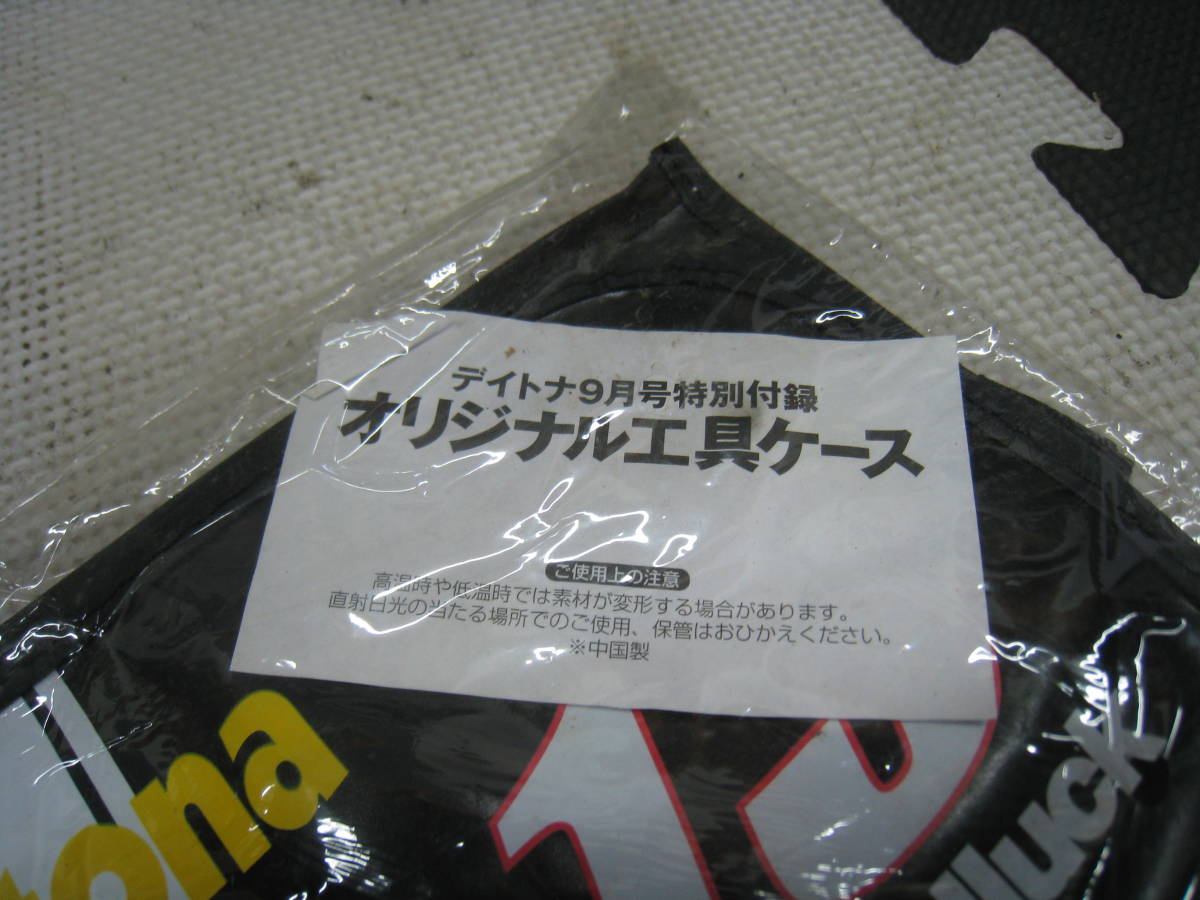 デイトナ9月号特別付録
オリジナル工具ケース
ご使用上の注意
高温時や低温時では素材が変形する場合があります。
直射日光の当たる場所でのご使用、保管はおひかえください。
※中国製
tona
13
luck